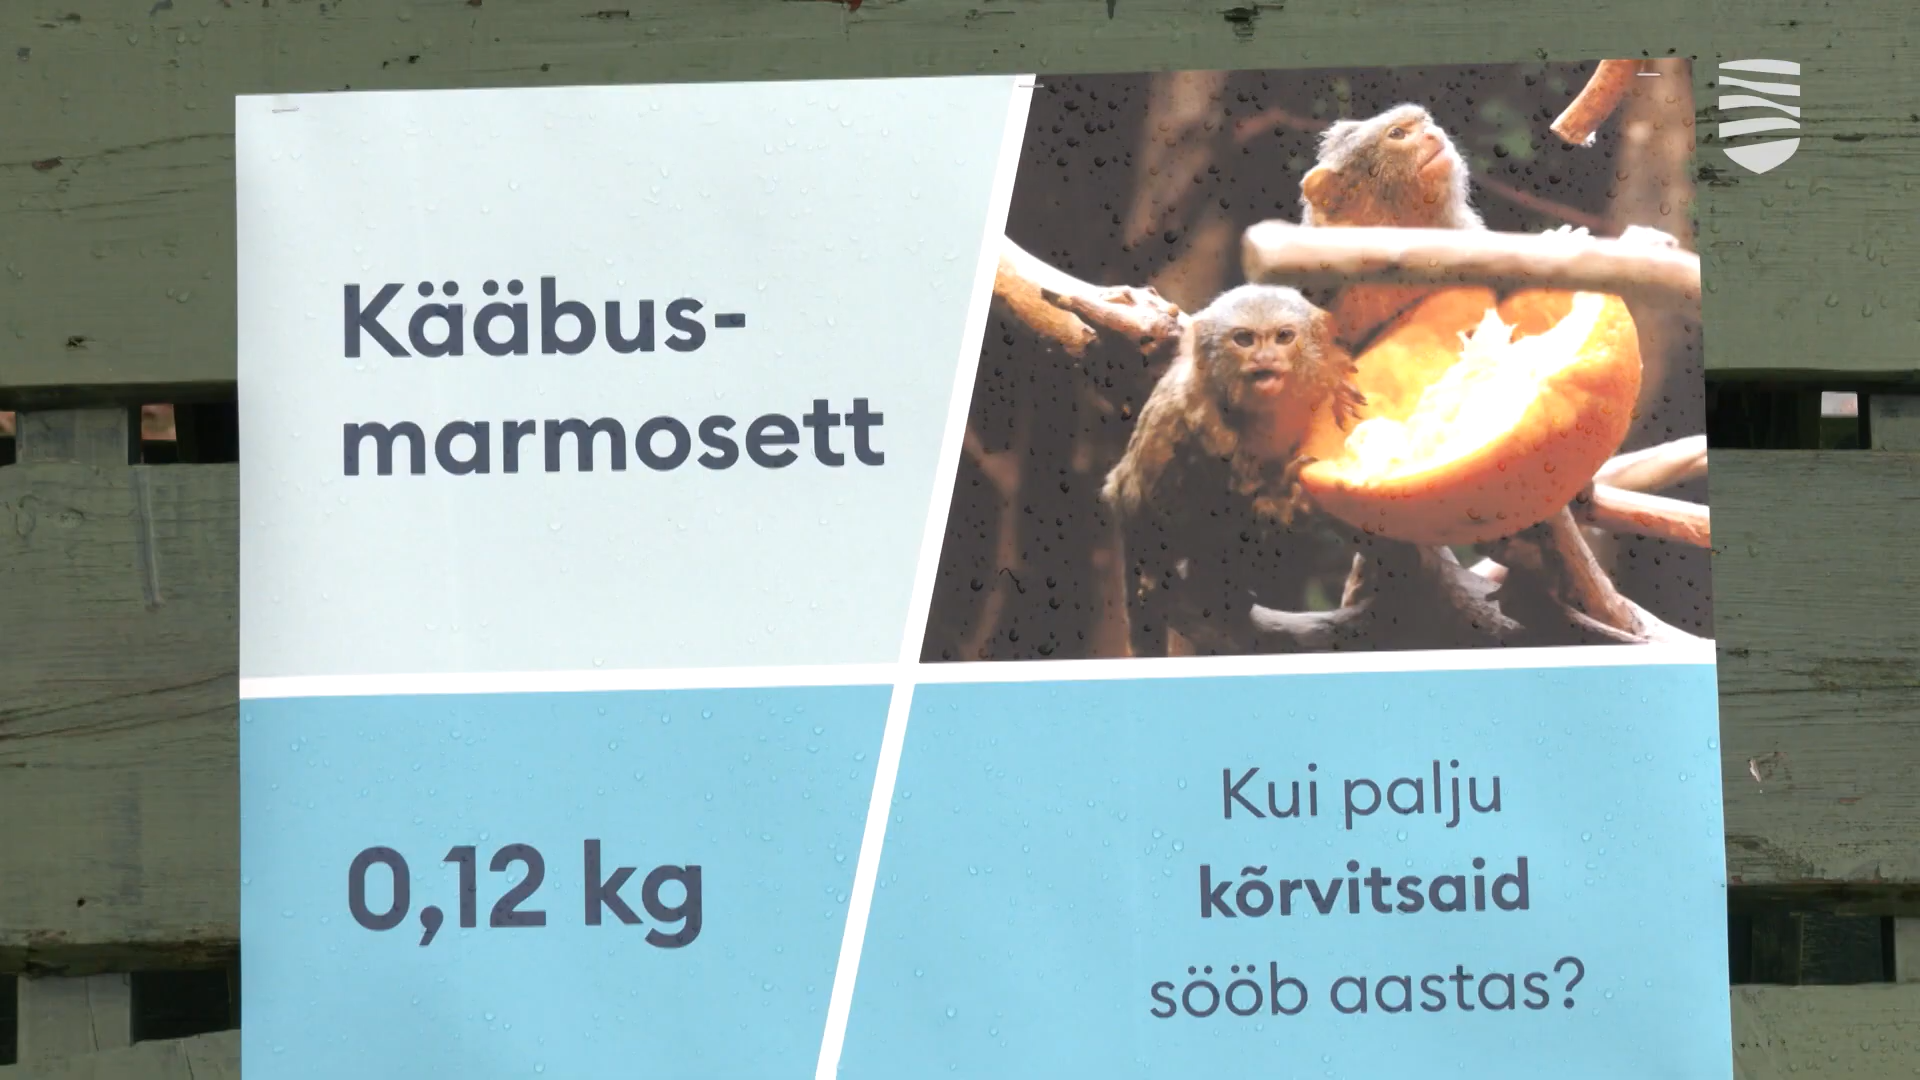 Kääbus-
marmosett
0,12 kg
Kui palju
kõrvitsaid
sööb aastas?